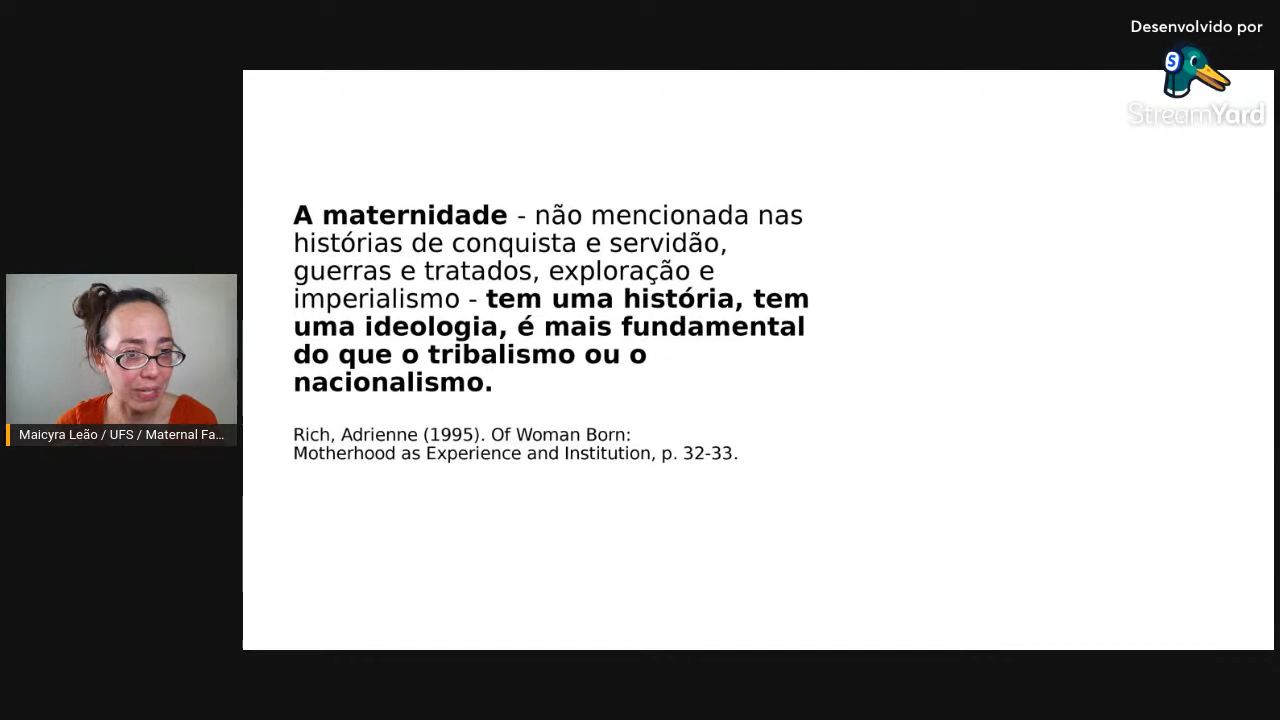 Desenvolvido por
S
StreamYard
A maternidade - não mencionada nas
histórias de conquista e servidão,
guerras e tratados, exploração e
imperialismo - tem uma história, tem
uma ideologia, é mais fundamental
do que o tribalismo ou o
nacionalismo.
Rich, Adrienne (1995). Of Woman Born:
Motherhood as Experience and Institution, p. 32-33.
Maicyra Leão / UFS / Maternal Fa...